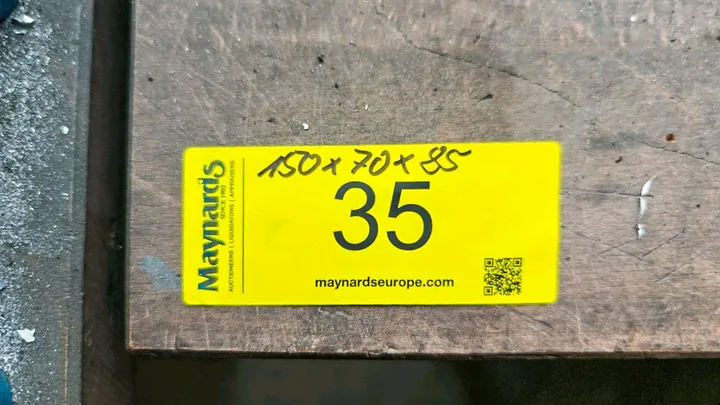 150 x 70 x 85
35
maynardseurope.com
Maynards
SINCE 1902
AUCTIONEERS | LIQUIDATORS | APPRAISERS